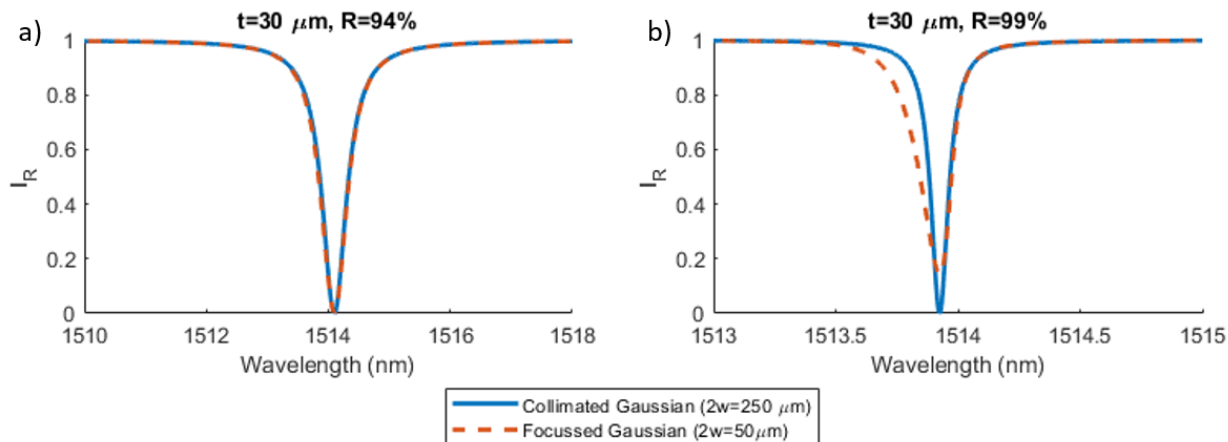 a)
t=30 μm, R=94%
I_R
1
0.8
0.6
0.4
0.2
0
1510 1512 1514 1516 1518
Wavelength (nm)
b)
t=30 μm, R=99%
I_R
1
0.8
0.6
0.4
0.2
0
1513 1513.5 1514 1514.5 1515
Wavelength (nm)
Collimated Gaussian (2w=250 μm)
Focussed Gaussian (2w=50μm)